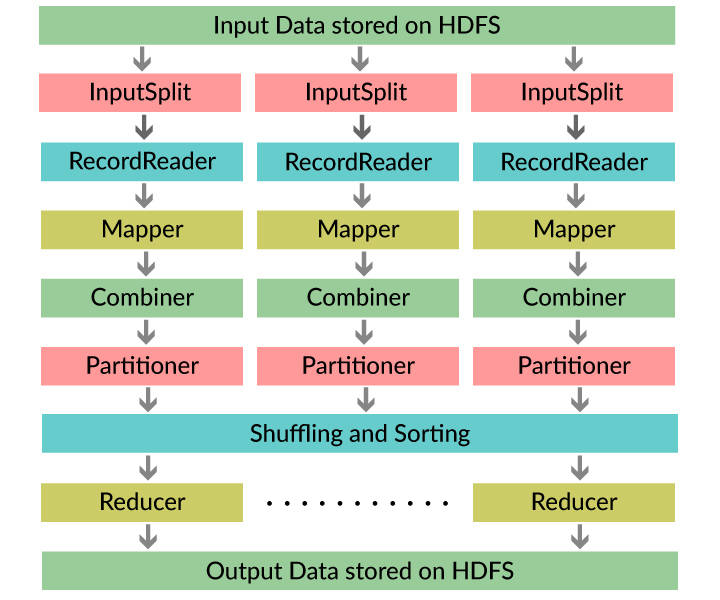 Input Data stored on HDFS
InputSplit InputSplit InputSplit
RecordReader RecordReader RecordReader
Mapper Mapper Mapper
Combiner Combiner Combiner
Partitioner Partitioner Partitioner
Shuffling and Sorting
Reducer . . . . . . . . . . . Reducer
Output Data stored on HDFS